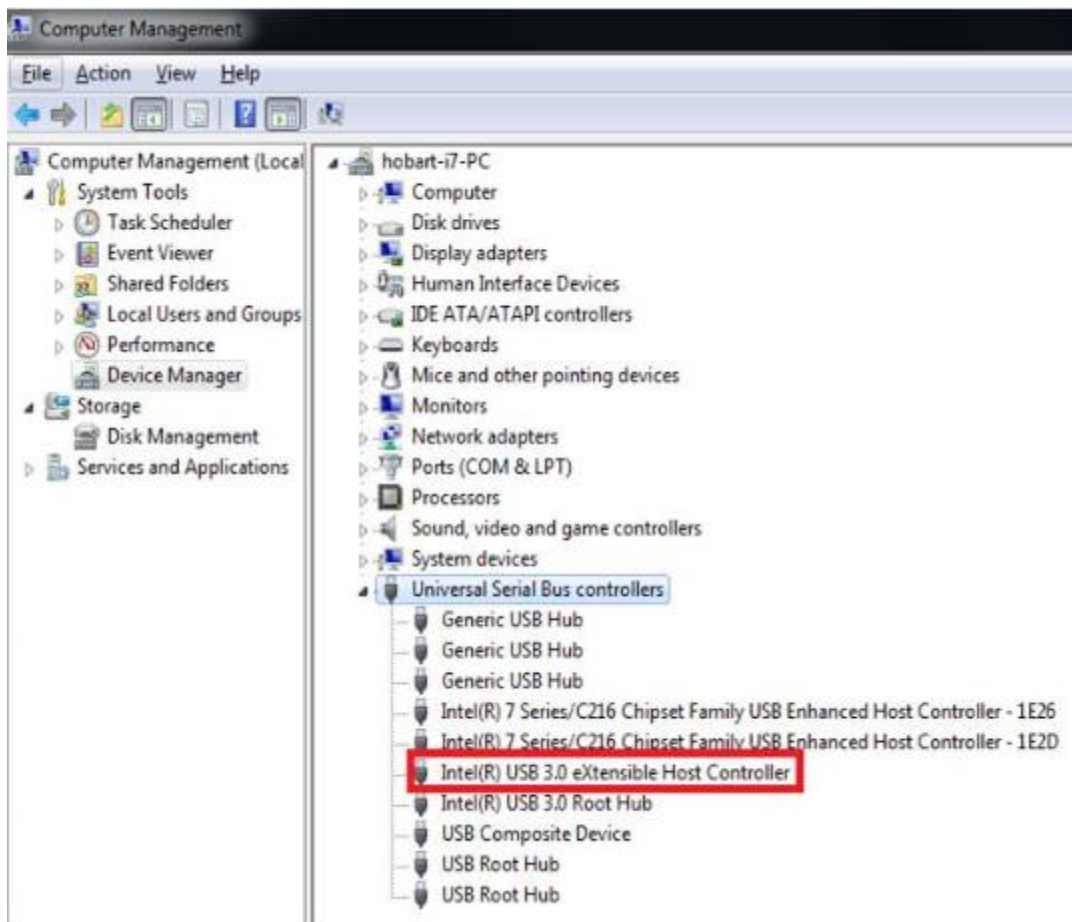 Computer Management
File Action View Help
Computer Management (Local
System Tools
Task Scheduler
Event Viewer
Shared Folders
Local Users and Groups
Performance
Device Manager
Storage
Disk Management
Services and Applications
hobart-i7-PC
Computer
Disk drives
Display adapters
Human Interface Devices
IDE ATA/ATAPI controllers
Keyboards
Mice and other pointing devices
Monitors
Network adapters
Ports (COM & LPT)
Processors
Sound, video and game controllers
System devices
Universal Serial Bus controllers
Generic USB Hub
Generic USB Hub
Generic USB Hub
Intel(R) 7 Series/C216 Chipset Family USB Enhanced Host Controller - 1E26
Intel(R) 7 Series/C216 Chipset Family USB Enhanced Host Controller - 1E2D
Intel(R) USB 3.0 eXtensible Host Controller
Intel(R) USB 3.0 Root Hub
USB Composite Device
USB Root Hub
USB Root Hub